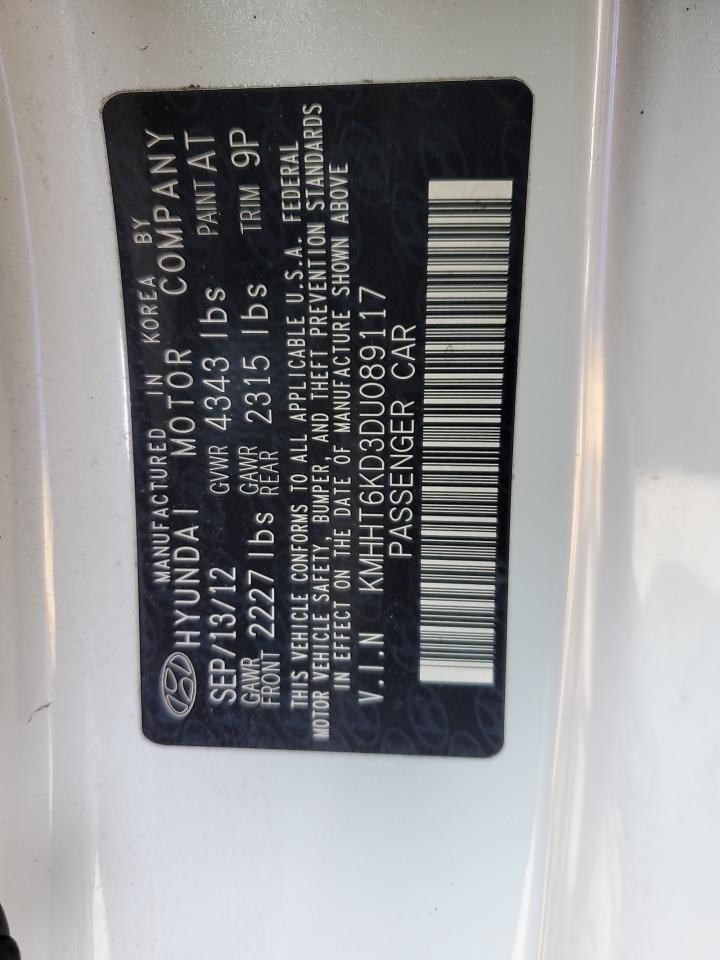 MANUFACTURED IN KOREA BY
HYUNDAI MOTOR COMPANY
SEP/13/12 GVWR 4343 lbs PAINT AT
GAWR FRONT 2227 lbs GAWR REAR 2315 lbs TRIM 9P
THIS VEHICLE CONFORMS TO ALL APPLICABLE U.S.A. FEDERAL
MOTOR VEHICLE SAFETY, BUMPER, AND THEFT PREVENTION STANDARDS
IN EFFECT ON THE DATE OF MANUFACTURE SHOWN ABOVE
V.I.N KMHHT6KD3DU089117
PASSENGER CAR